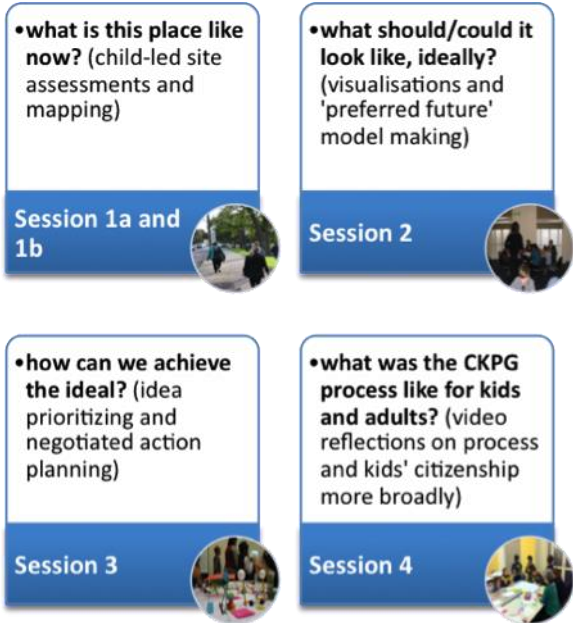 •what is this place like
now? (child-led site
assessments and
mapping)
Session 1a and
1b
•what should/could it
look like, ideally?
(visualisations and
'preferred future'
model making)
Session 2
•how can we achieve
the ideal? (idea
prioritizing and
negotiated action
planning)
Session 3
•what was the CKPG
process like for kids
and adults? (video
reflections on process
and kids' citizenship
more broadly)
Session 4